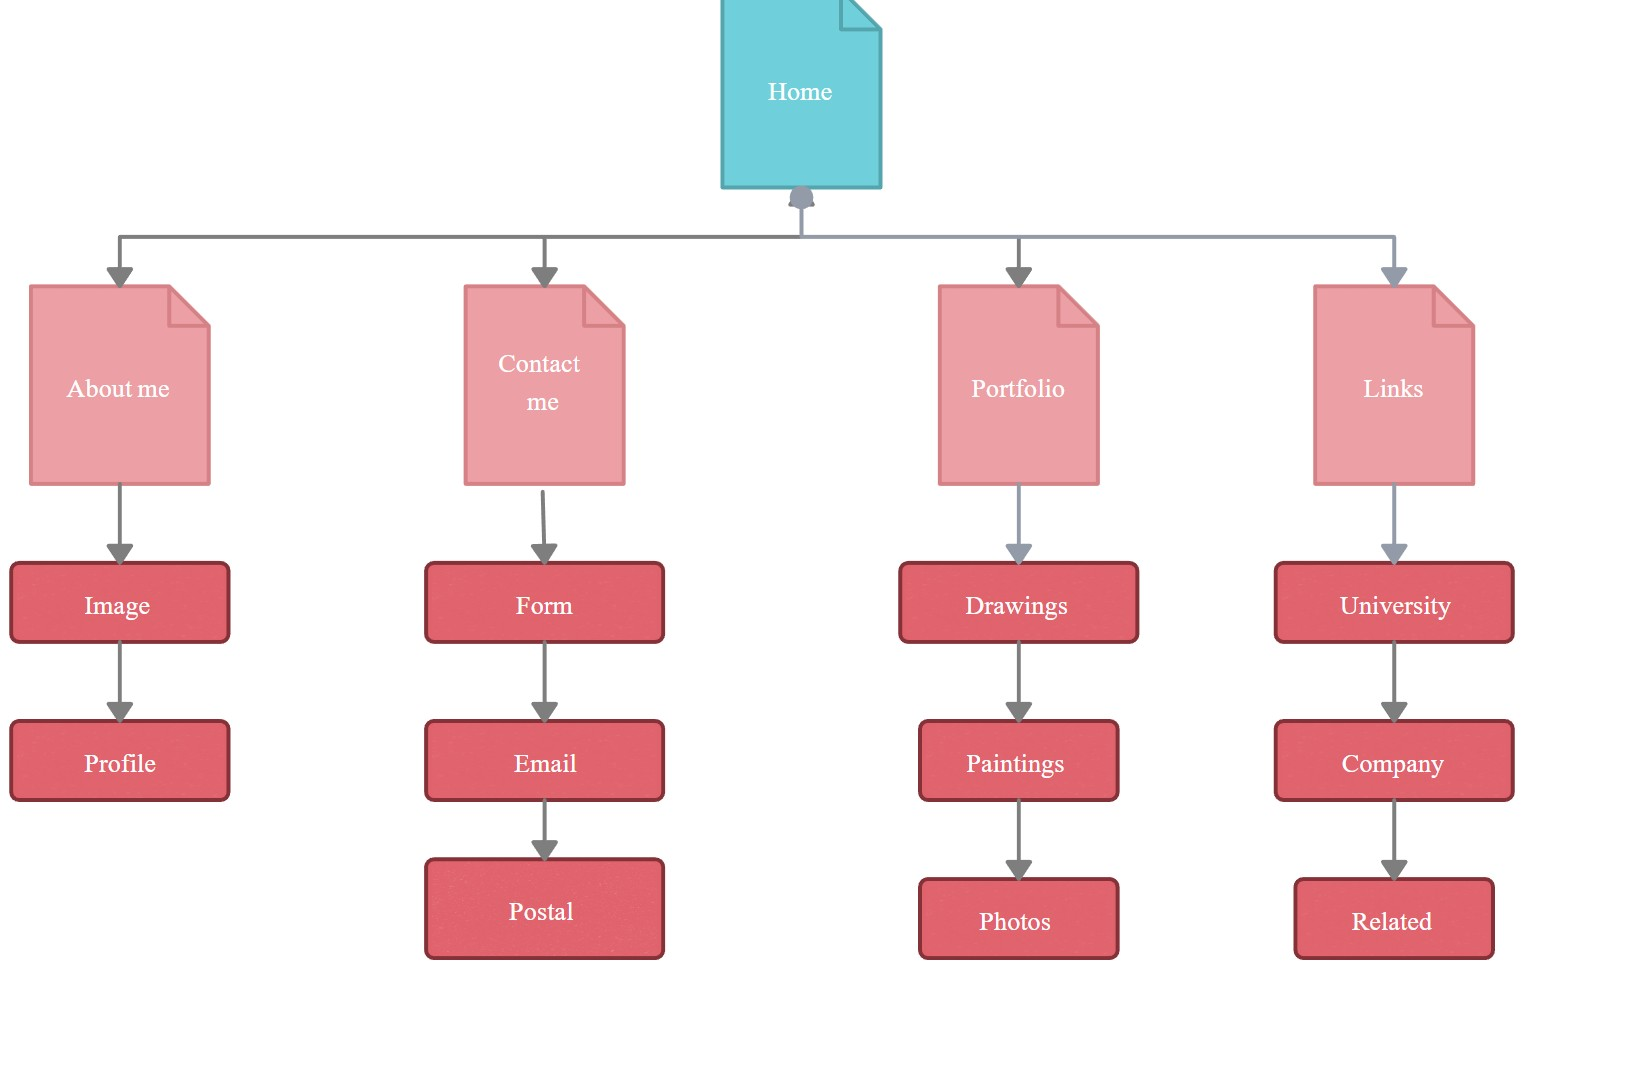 Home
About me
Contact
me
Portfolio
Links
Image
Form
Drawings
University
Profile
Email
Paintings
Company
Postal
Photos
Related